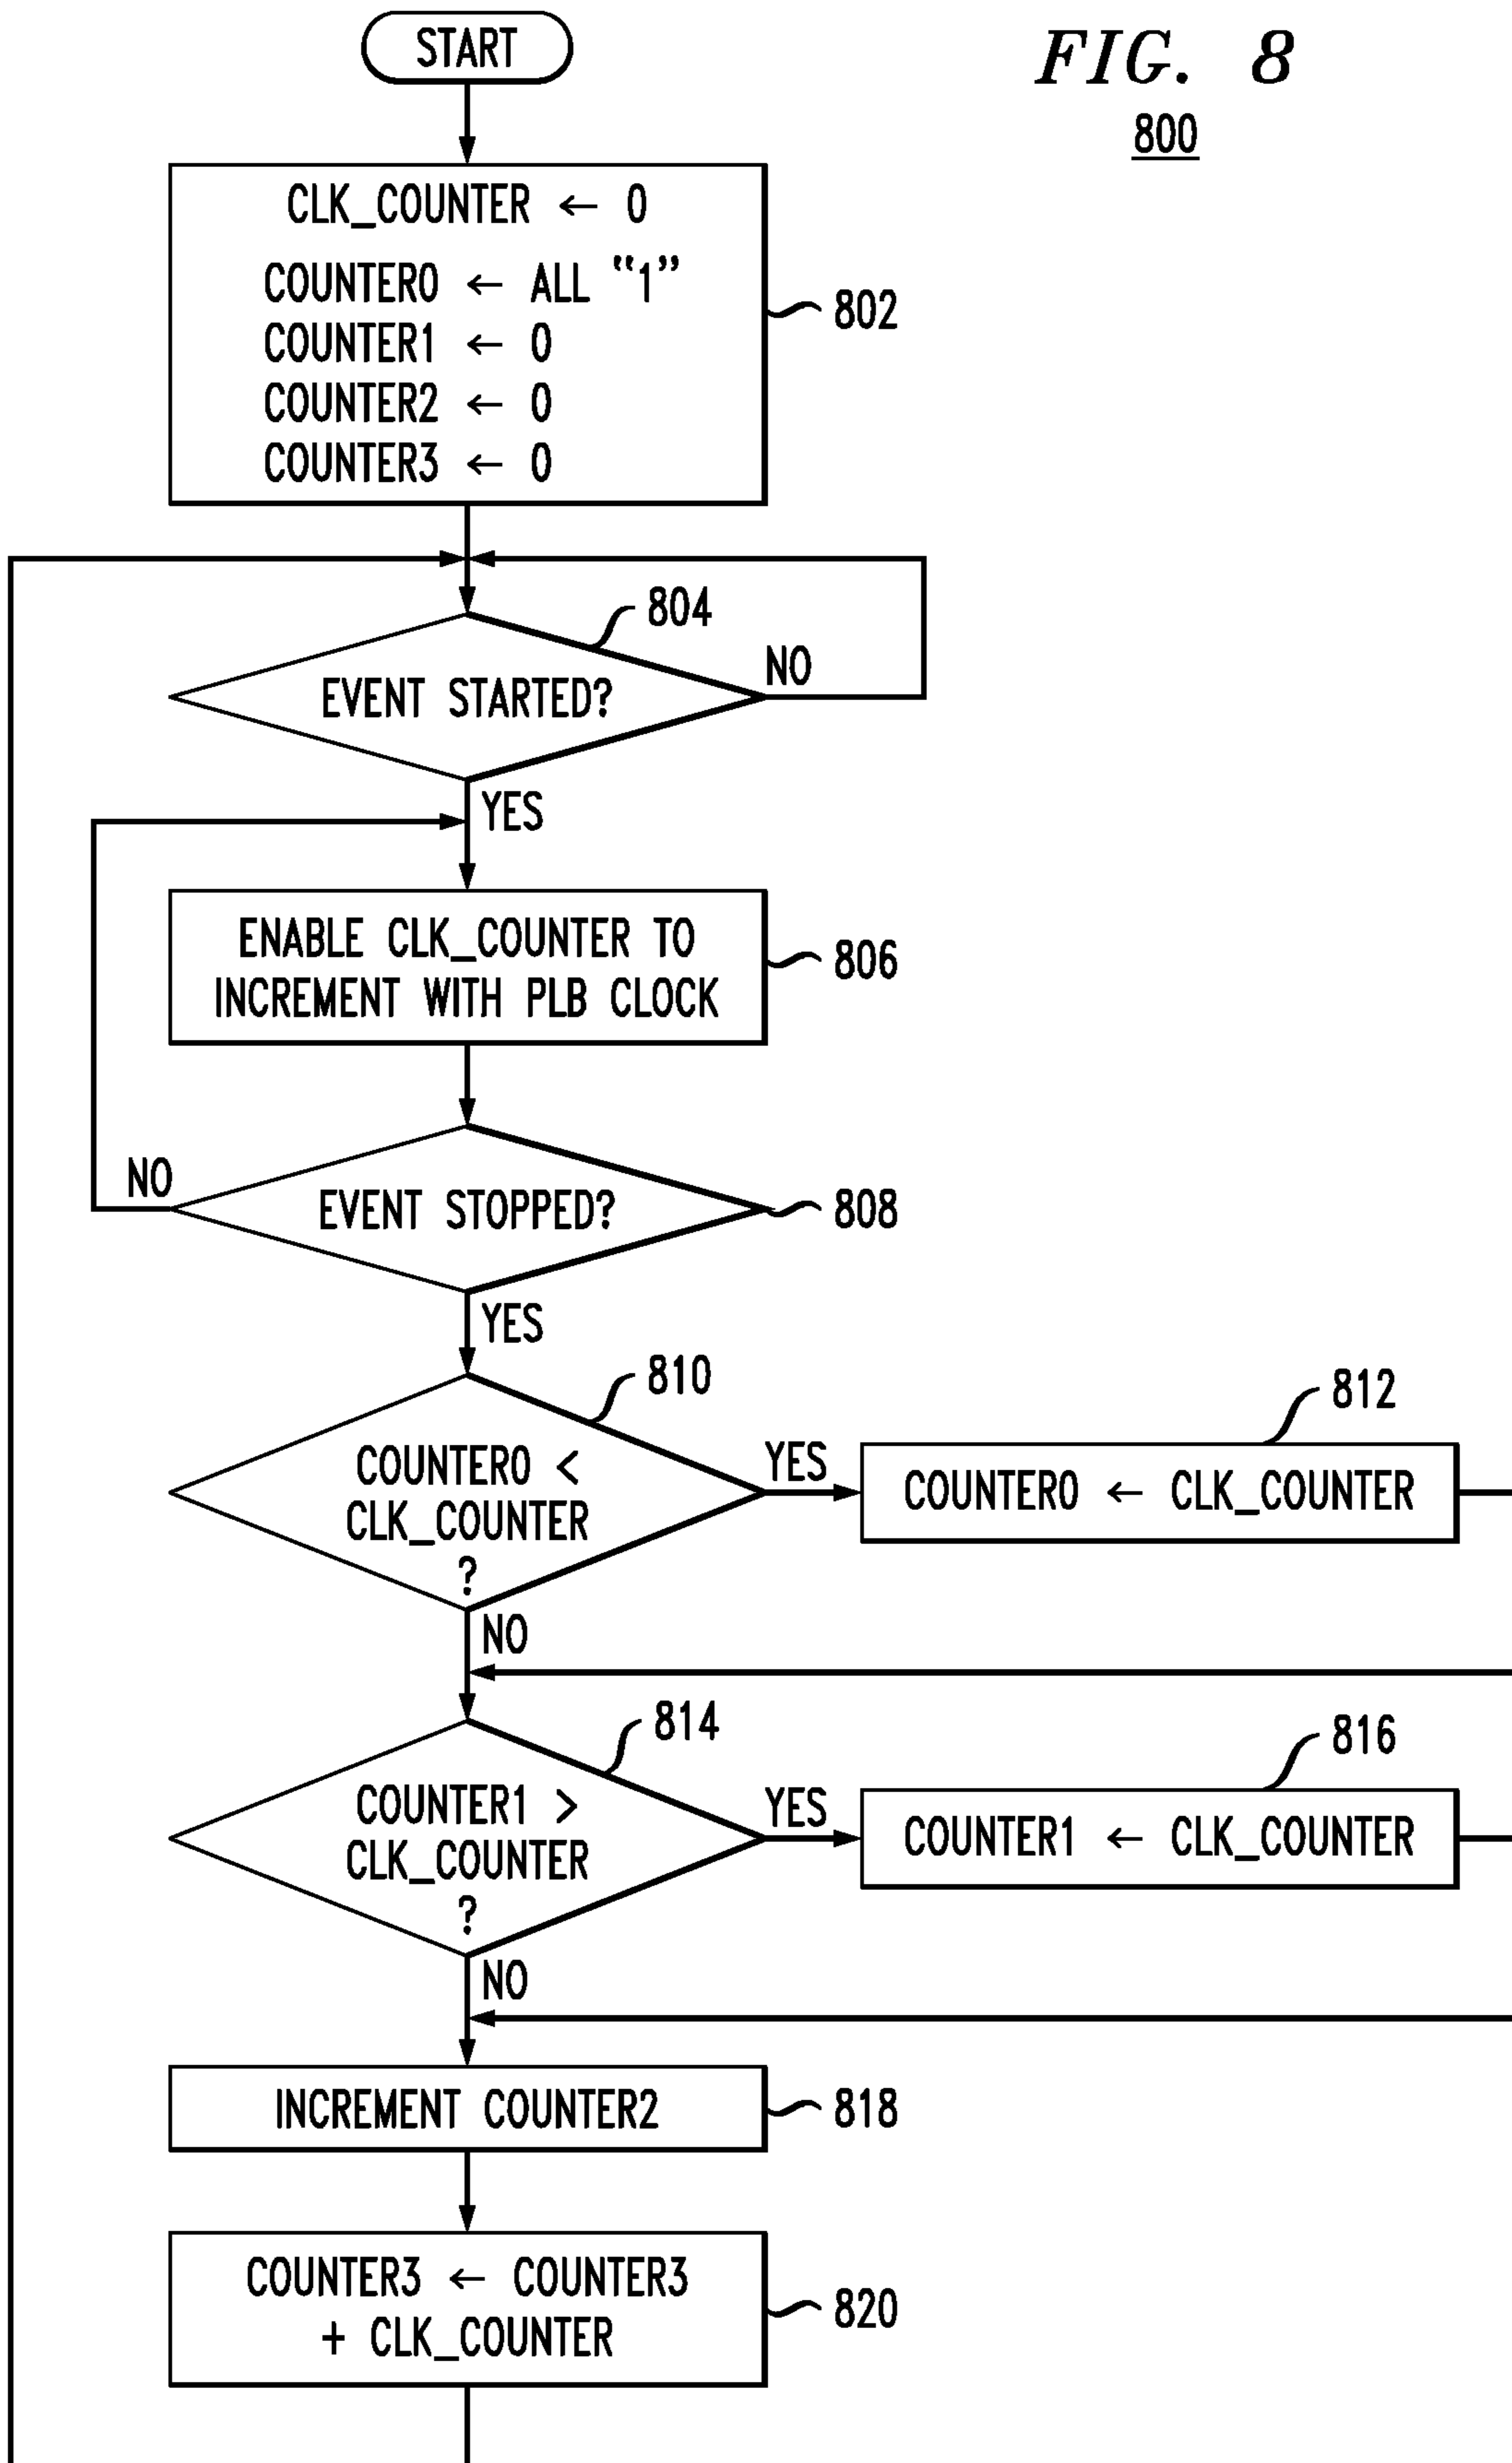 START
FIG. 8
800
CLK_COUNTER ← 0
COUNTER0 ← ALL “1”
COUNTER1 ← 0
COUNTER2 ← 0
COUNTER3 ← 0
802
804
EVENT STARTED?
NO
YES
ENABLE CLK_COUNTER TO
INCREMENT WITH PLB CLOCK
806
NO
EVENT STOPPED?
808
YES
810
COUNTER0 <
CLK_COUNTER
?
YES
812
COUNTER0 ← CLK_COUNTER
NO
814
COUNTER1 >
CLK_COUNTER
?
YES
816
COUNTER1 ← CLK_COUNTER
NO
INCREMENT COUNTER2
818
COUNTER3 ← COUNTER3
+ CLK_COUNTER
820